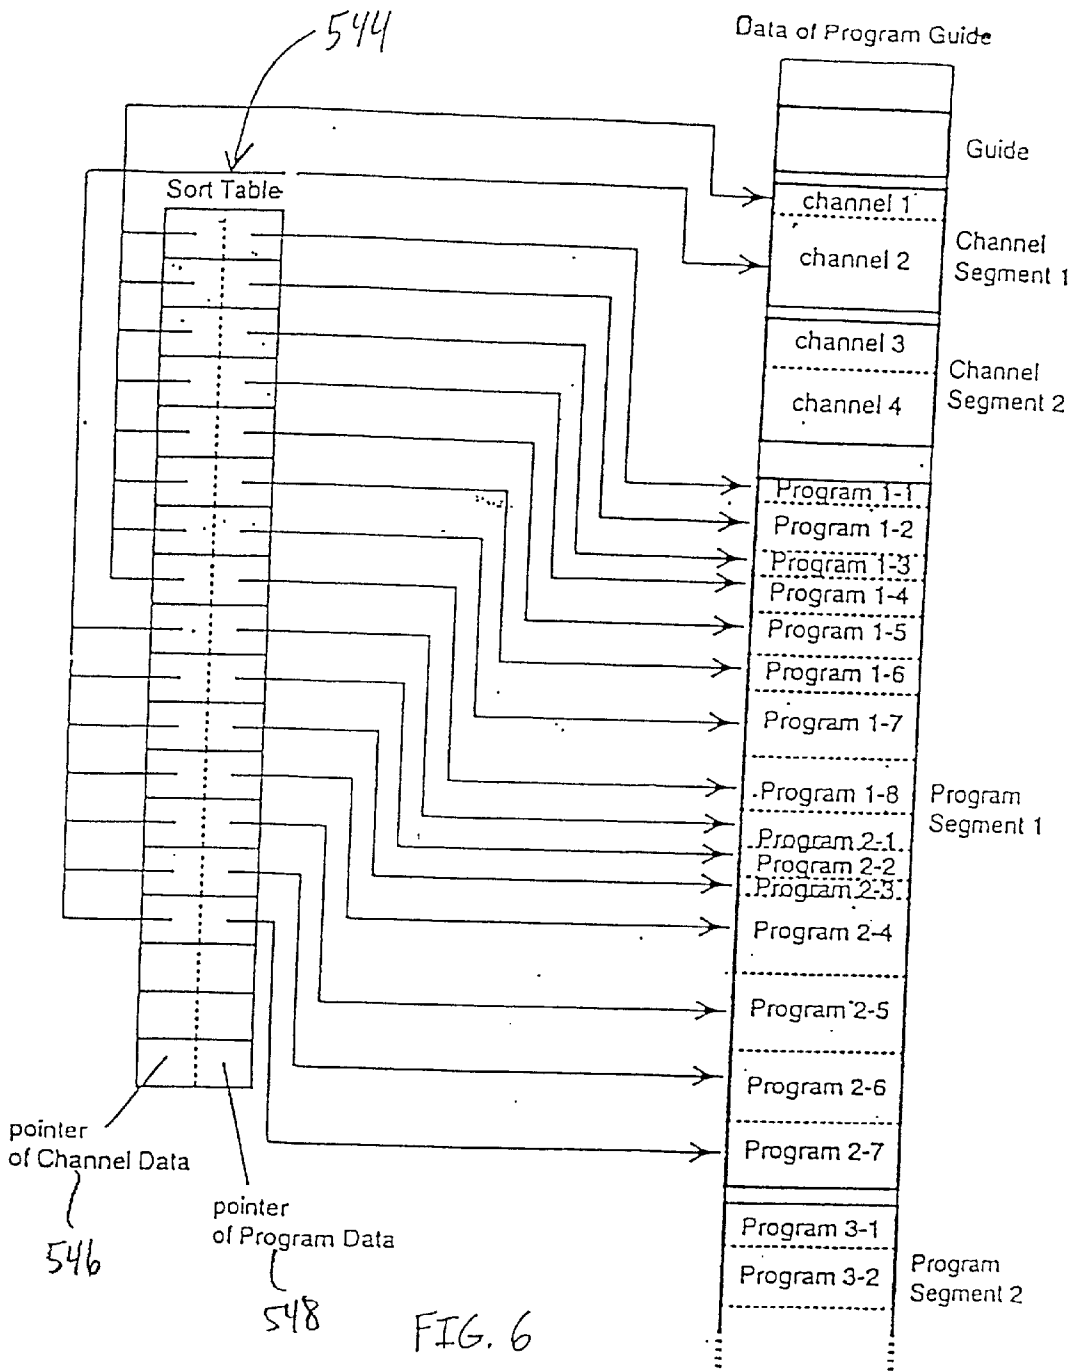 544
Data of Program Guide
Guide
Sort Table
channel 1
channel 2
Channel
Segment 1
channel 3
channel 4
Channel
Segment 2
Program 1-1
Program 1-2
Program 1-3
Program 1-4
Program 1-5
Program 1-6
Program 1-7
Program 1-8
Program 2-1
Program 2-2
Program 2-3
Program 2-4
Program 2-5
Program 2-6
Program 2-7
Program
Segment 1
Program 3-1
Program 3-2
Program
Segment 2
pointer
of Channel Data
546
pointer
of Program Data
548
FIG. 6